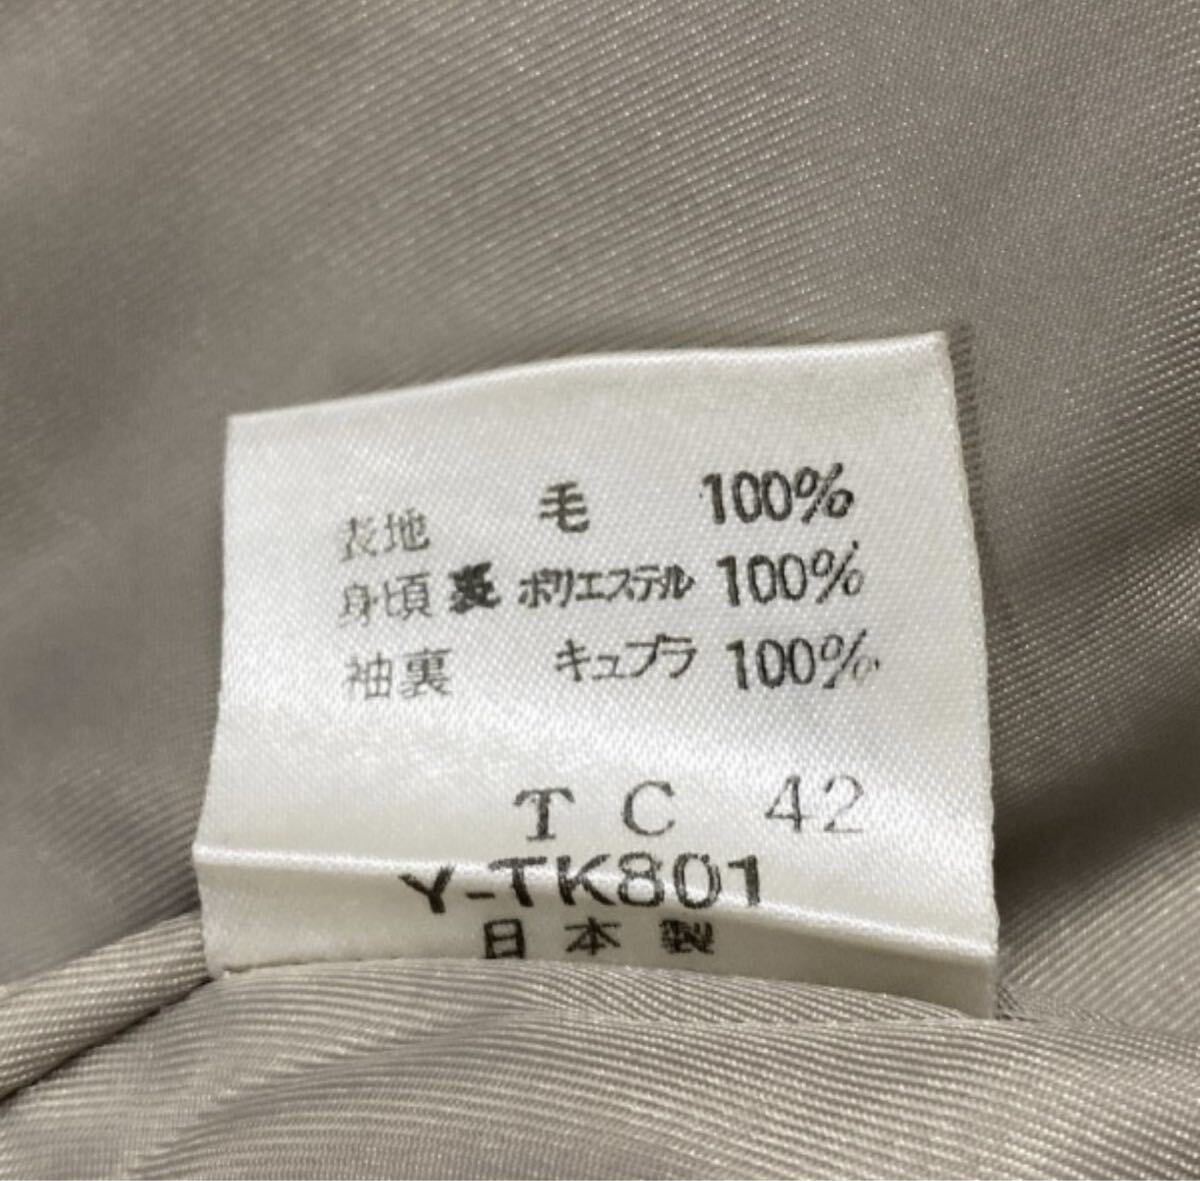 表地 毛 100%
身頃裏 ポリエステル 100%
袖裏 キュプラ 100%
T C 42
Y-TK801
日本製